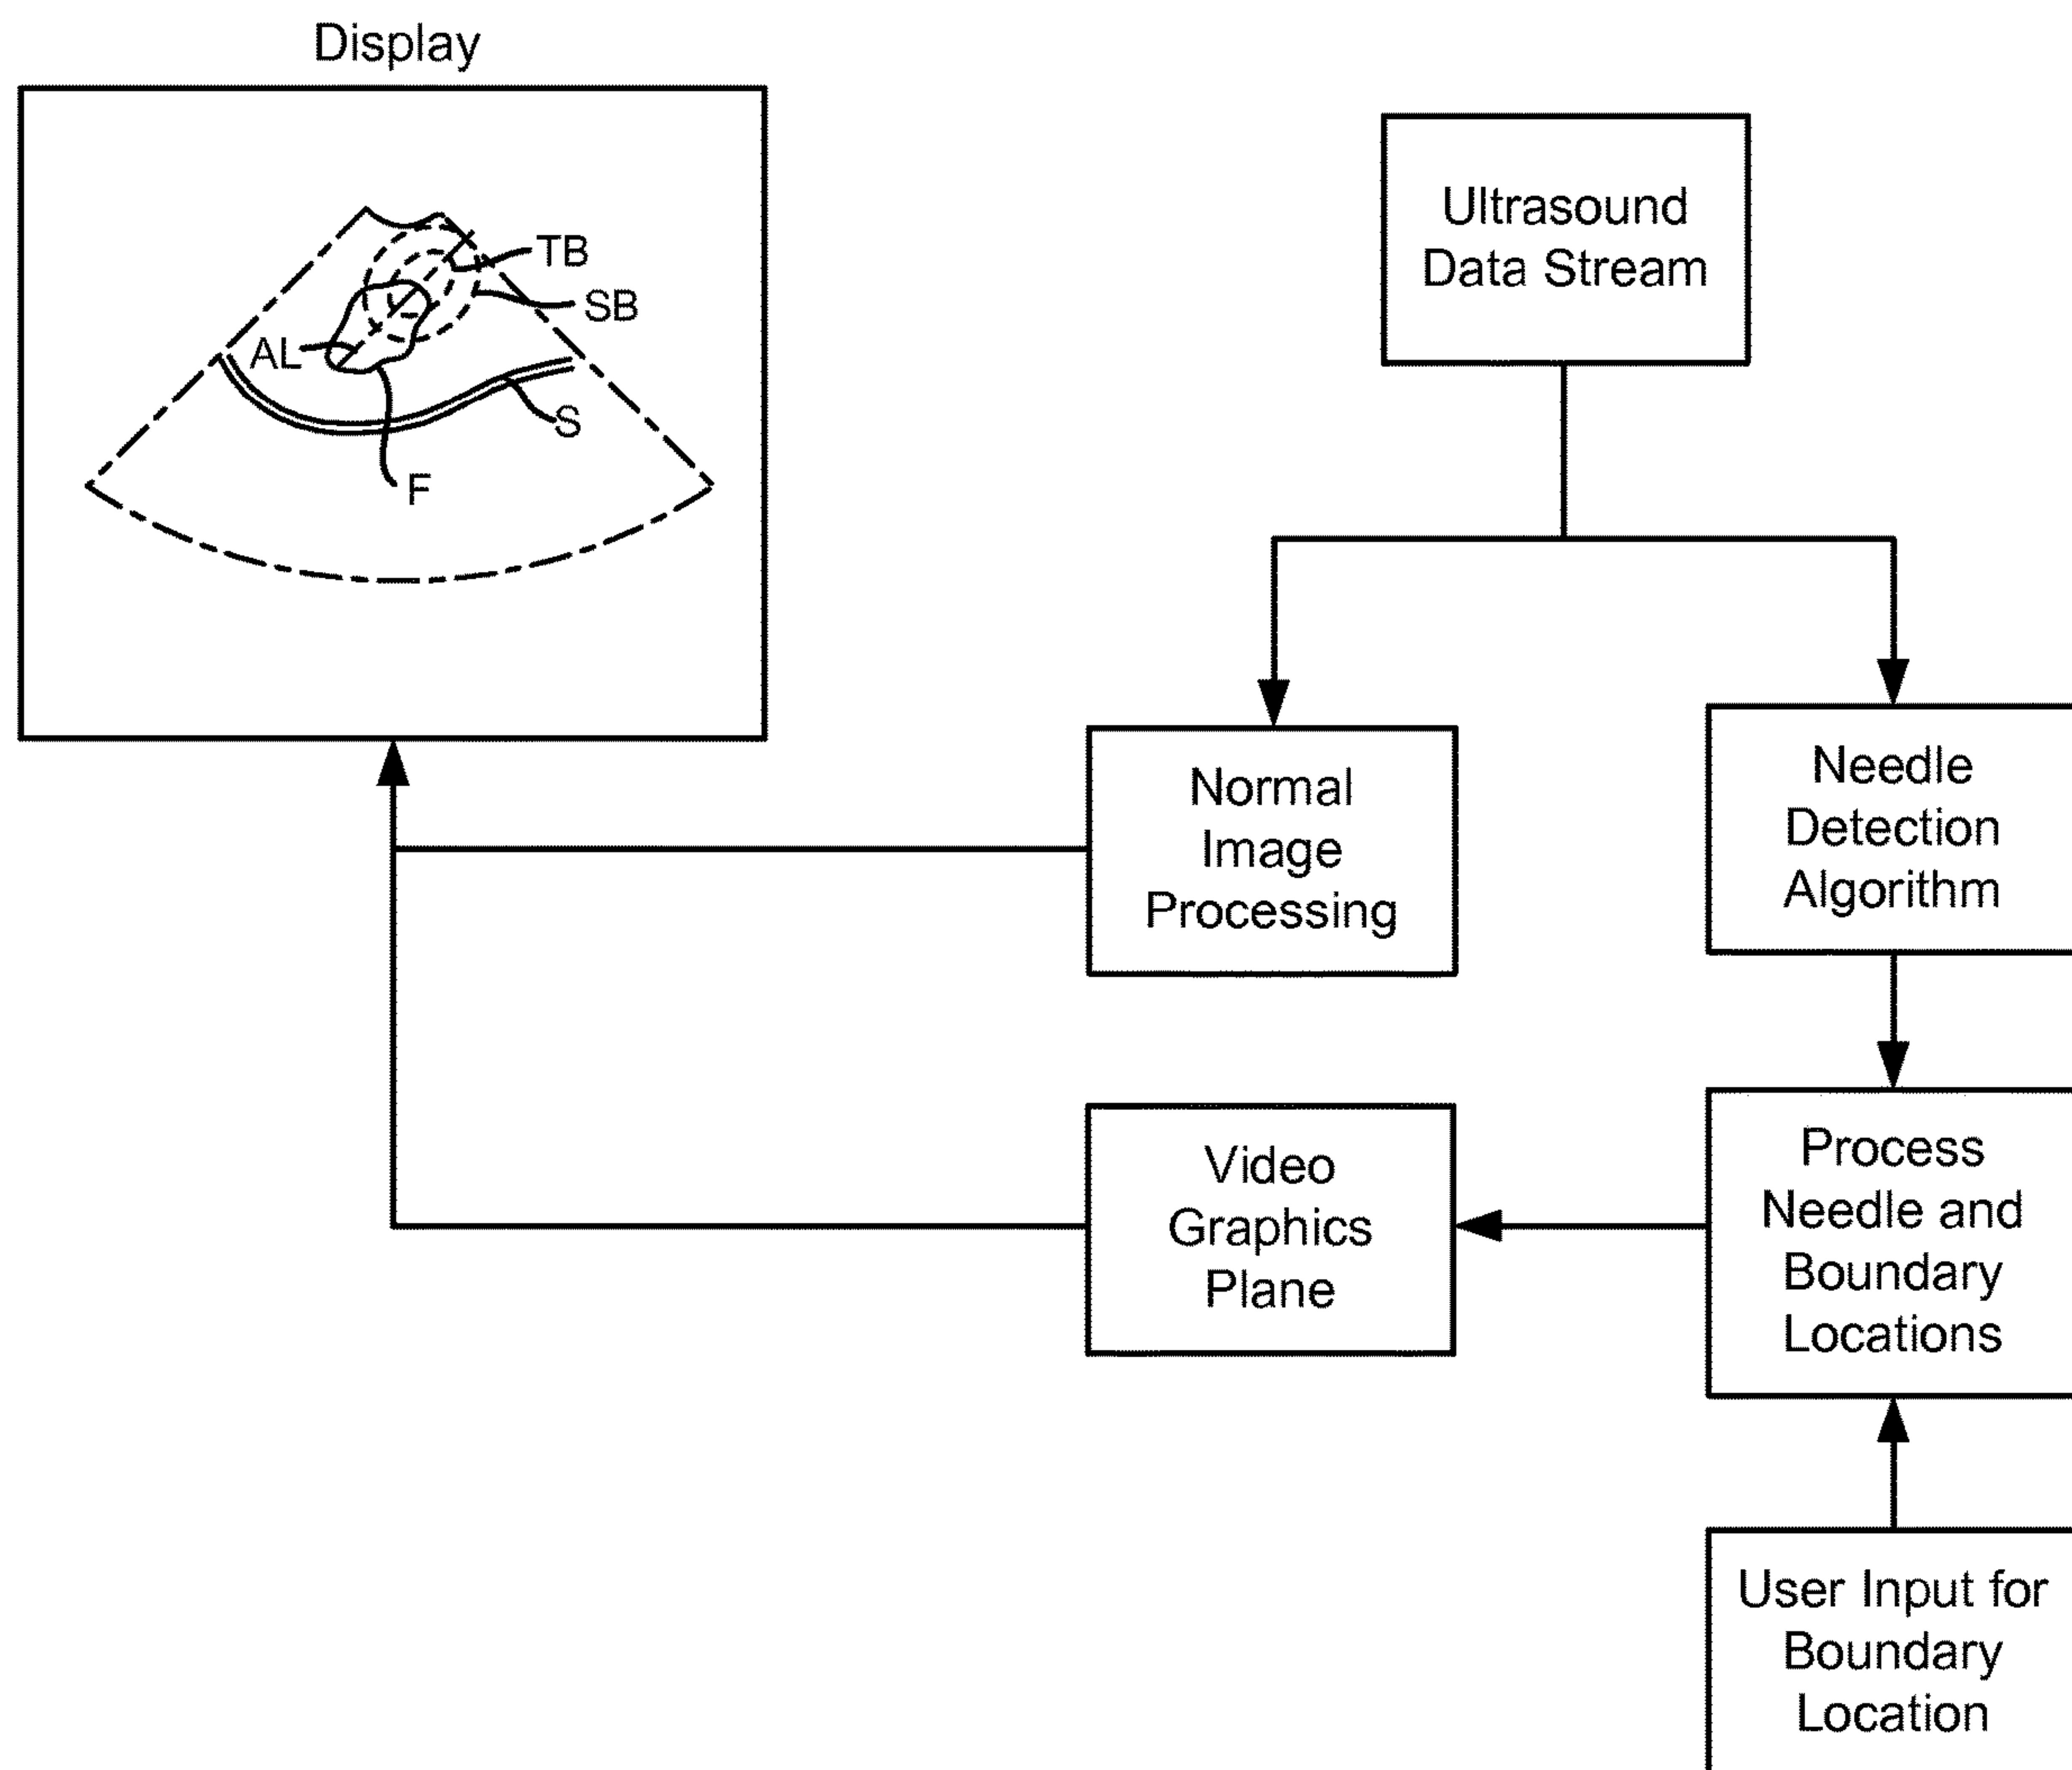 Display
TB
SB
AL
S
F
Ultrasound
Data Stream
Normal
Image
Processing
Needle
Detection
Algorithm
Video
Graphics
Plane
Process
Needle and
Boundary
Locations
User Input for
Boundary
Location